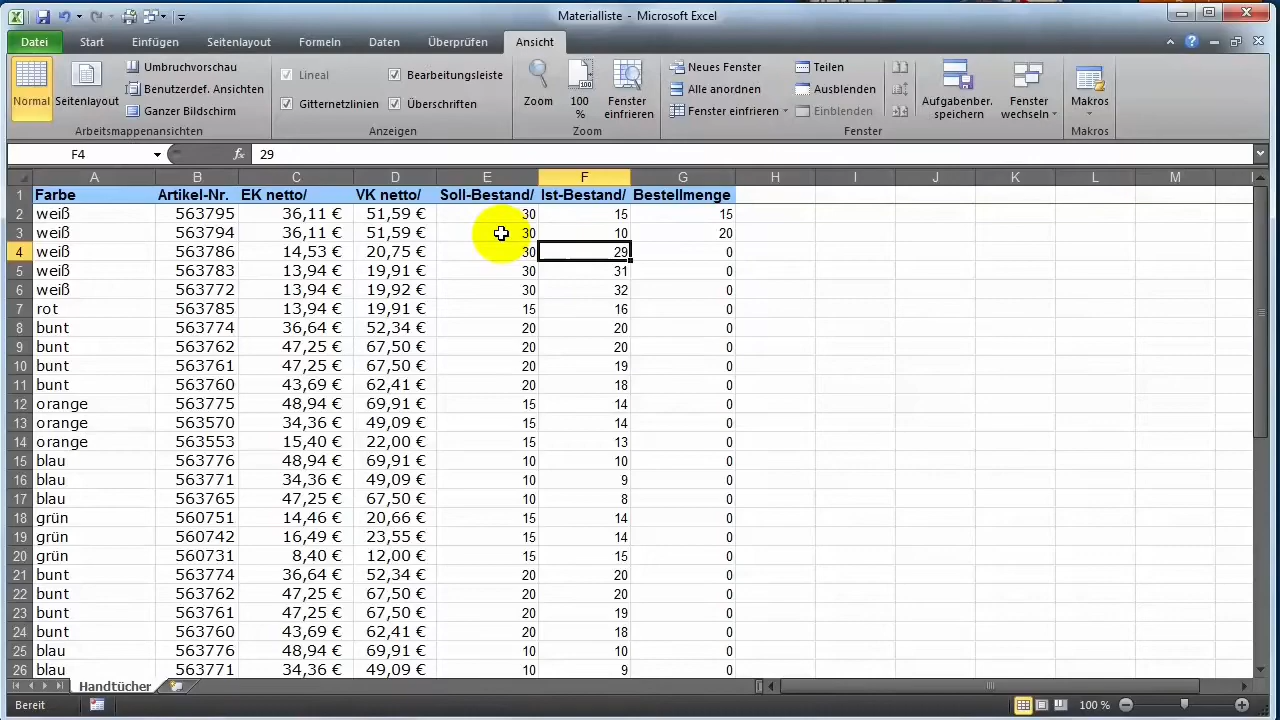 Materialliste - Microsoft Excel
Datei Start Einfügen Seitenlayout Formeln Daten Überprüfen Ansicht
Normal
Seitenlayout
Umbruchvorschau
Benutzerdef. Ansichten
Ganzer Bildschirm
Arbeitsmappenansichten
Lineal
Bearbeitungsleiste
Gitternetzlinien
Überschriften
Anzeigen
Zoom
100
%
Fenster
einfrieren
Zoom
Neues Fenster
Alle anordnen
Fenster einfrieren
Teilen
Ausblenden
Einblenden
Aufgabenber.
speichern
Fenster
wechseln
Fenster
Makros
Makros
F4 fx 29
A B C D E F G H I J K L M
1 Farbe Artikel-Nr. EK netto/ VK netto/ Soll-Bestand/ Ist-Bestand/ Bestellmenge
2 weiß 563795 36,11 € 51,59 € 30 15 15
3 weiß 563794 36,11 € 51,59 € 30 10 20
4 weiß 563786 14,53 € 20,75 € 30 29 0
5 weiß 563783 13,94 € 19,91 € 30 31 0
6 weiß 563772 13,94 € 19,92 € 30 32 0
7 rot 563785 13,94 € 19,91 € 15 16 0
8 bunt 563774 36,64 € 52,34 € 20 20 0
9 bunt 563762 47,25 € 67,50 € 20 20 0
10 bunt 563761 47,25 € 67,50 € 20 19 0
11 bunt 563760 43,69 € 62,41 € 20 18 0
12 orange 563775 48,94 € 69,91 € 15 14 0
13 orange 563570 34,36 € 49,09 € 15 14 0
14 orange 563553 15,40 € 22,00 € 15 13 0
15 blau 563776 48,94 € 69,91 € 10 10 0
16 blau 563771 34,36 € 49,09 € 10 9 0
17 blau 563765 47,25 € 67,50 € 10 8 0
18 grün 560751 14,46 € 20,66 € 15 14 0
19 grün 560742 16,49 € 23,55 € 15 14 0
20 grün 560731 8,40 € 12,00 € 15 15 0
21 bunt 563774 36,64 € 52,34 € 20 20 0
22 bunt 563762 47,25 € 67,50 € 20 20 0
23 bunt 563761 47,25 € 67,50 € 20 19 0
24 bunt 563760 43,69 € 62,41 € 20 18 0
25 blau 563776 48,94 € 69,91 € 10 10 0
26 blau 563771 34,36 € 49,09 € 10 9 0
Handtücher
Bereit 100 %